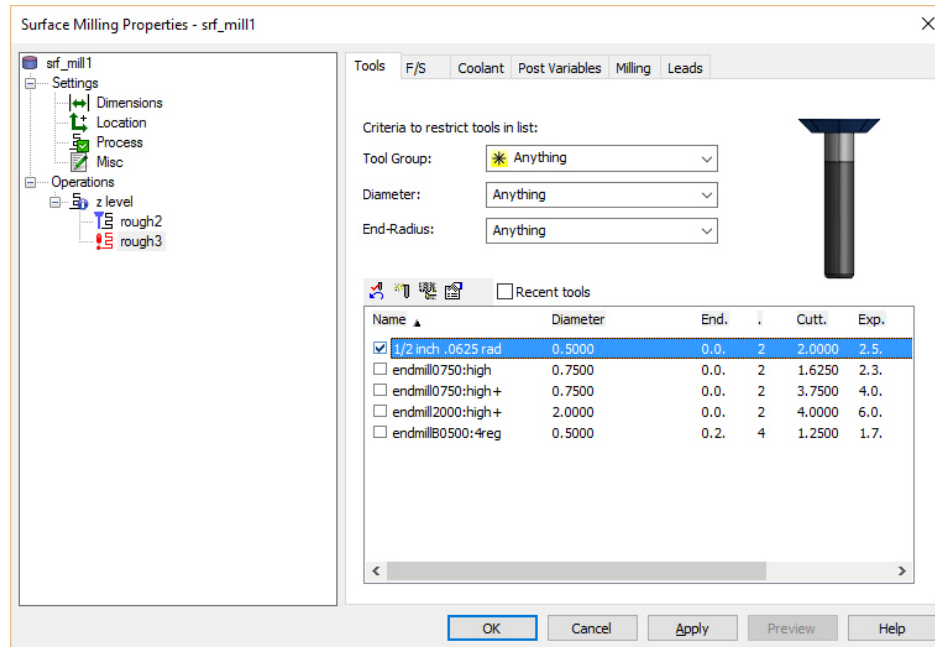 Surface Milling Properties - srf_mill1
srf_mill1
Settings
Dimensions
Location
Process
Misc
Operations
z level
rough2
rough3
Tools F/S Coolant Post Variables Milling Leads
Criteria to restrict tools in list:
Tool Group: Anything
Diameter: Anything
End-Radius: Anything
Recent tools
Name Diameter End. . Cutt. Exp.
1/2 inch .0625 rad 0.5000 0.0. 2 2.0000 2.5.
endmill0750:high 0.7500 0.0. 2 1.6250 2.3.
endmill0750:high+ 0.7500 0.0. 2 3.7500 4.0.
endmill2000:high+ 2.0000 0.0. 2 4.0000 6.0.
endmillB0500:4reg 0.5000 0.2. 4 1.2500 1.7.
OK Cancel Apply Preview Help